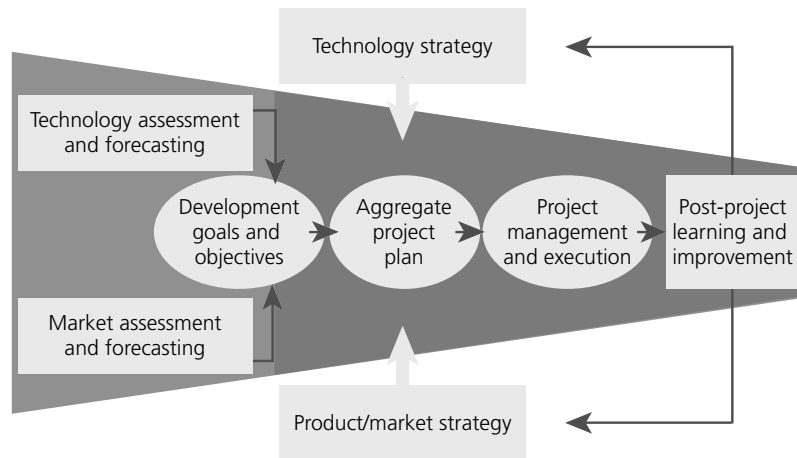 Technology strategy
Technology assessment
and forecasting
Development
goals and
objectives
Aggregate
project
plan
Project
management
and execution
Post-project
learning and
improvement
Market assessment
and forecasting
Product/market strategy